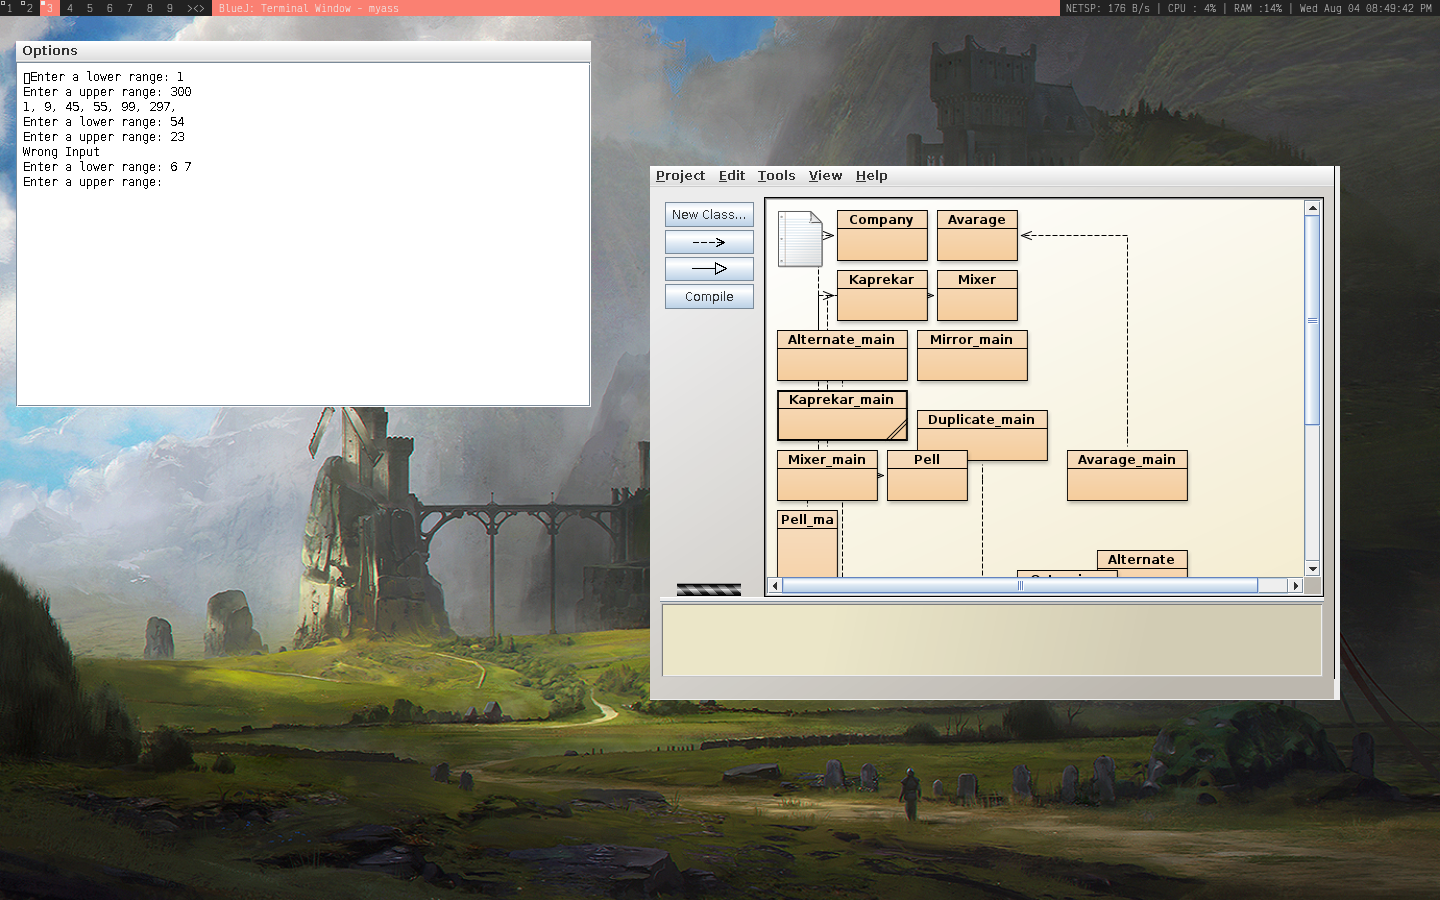 1 2 3 4 5 6 7 8 9 ><> BlueJ: Terminal Window - myass NETSP: 176 B/s | CPU : 4% | RAM :14% | Wed Aug 04 08:49:42 PM
Options
Enter a lower range: 1
Enter a upper range: 300
1, 9, 45, 55, 99, 297,
Enter a lower range: 54
Enter a upper range: 23
Wrong Input
Enter a lower range: 6 7
Enter a upper range:
Project Edit Tools View Help
New Class...
Compile
Company Avarage
Kaprekar Mixer
Alternate_main Mirror_main
Kaprekar_main
Duplicate_main
Mixer_main Pell Avarage_main
Pell_ma
Alternate